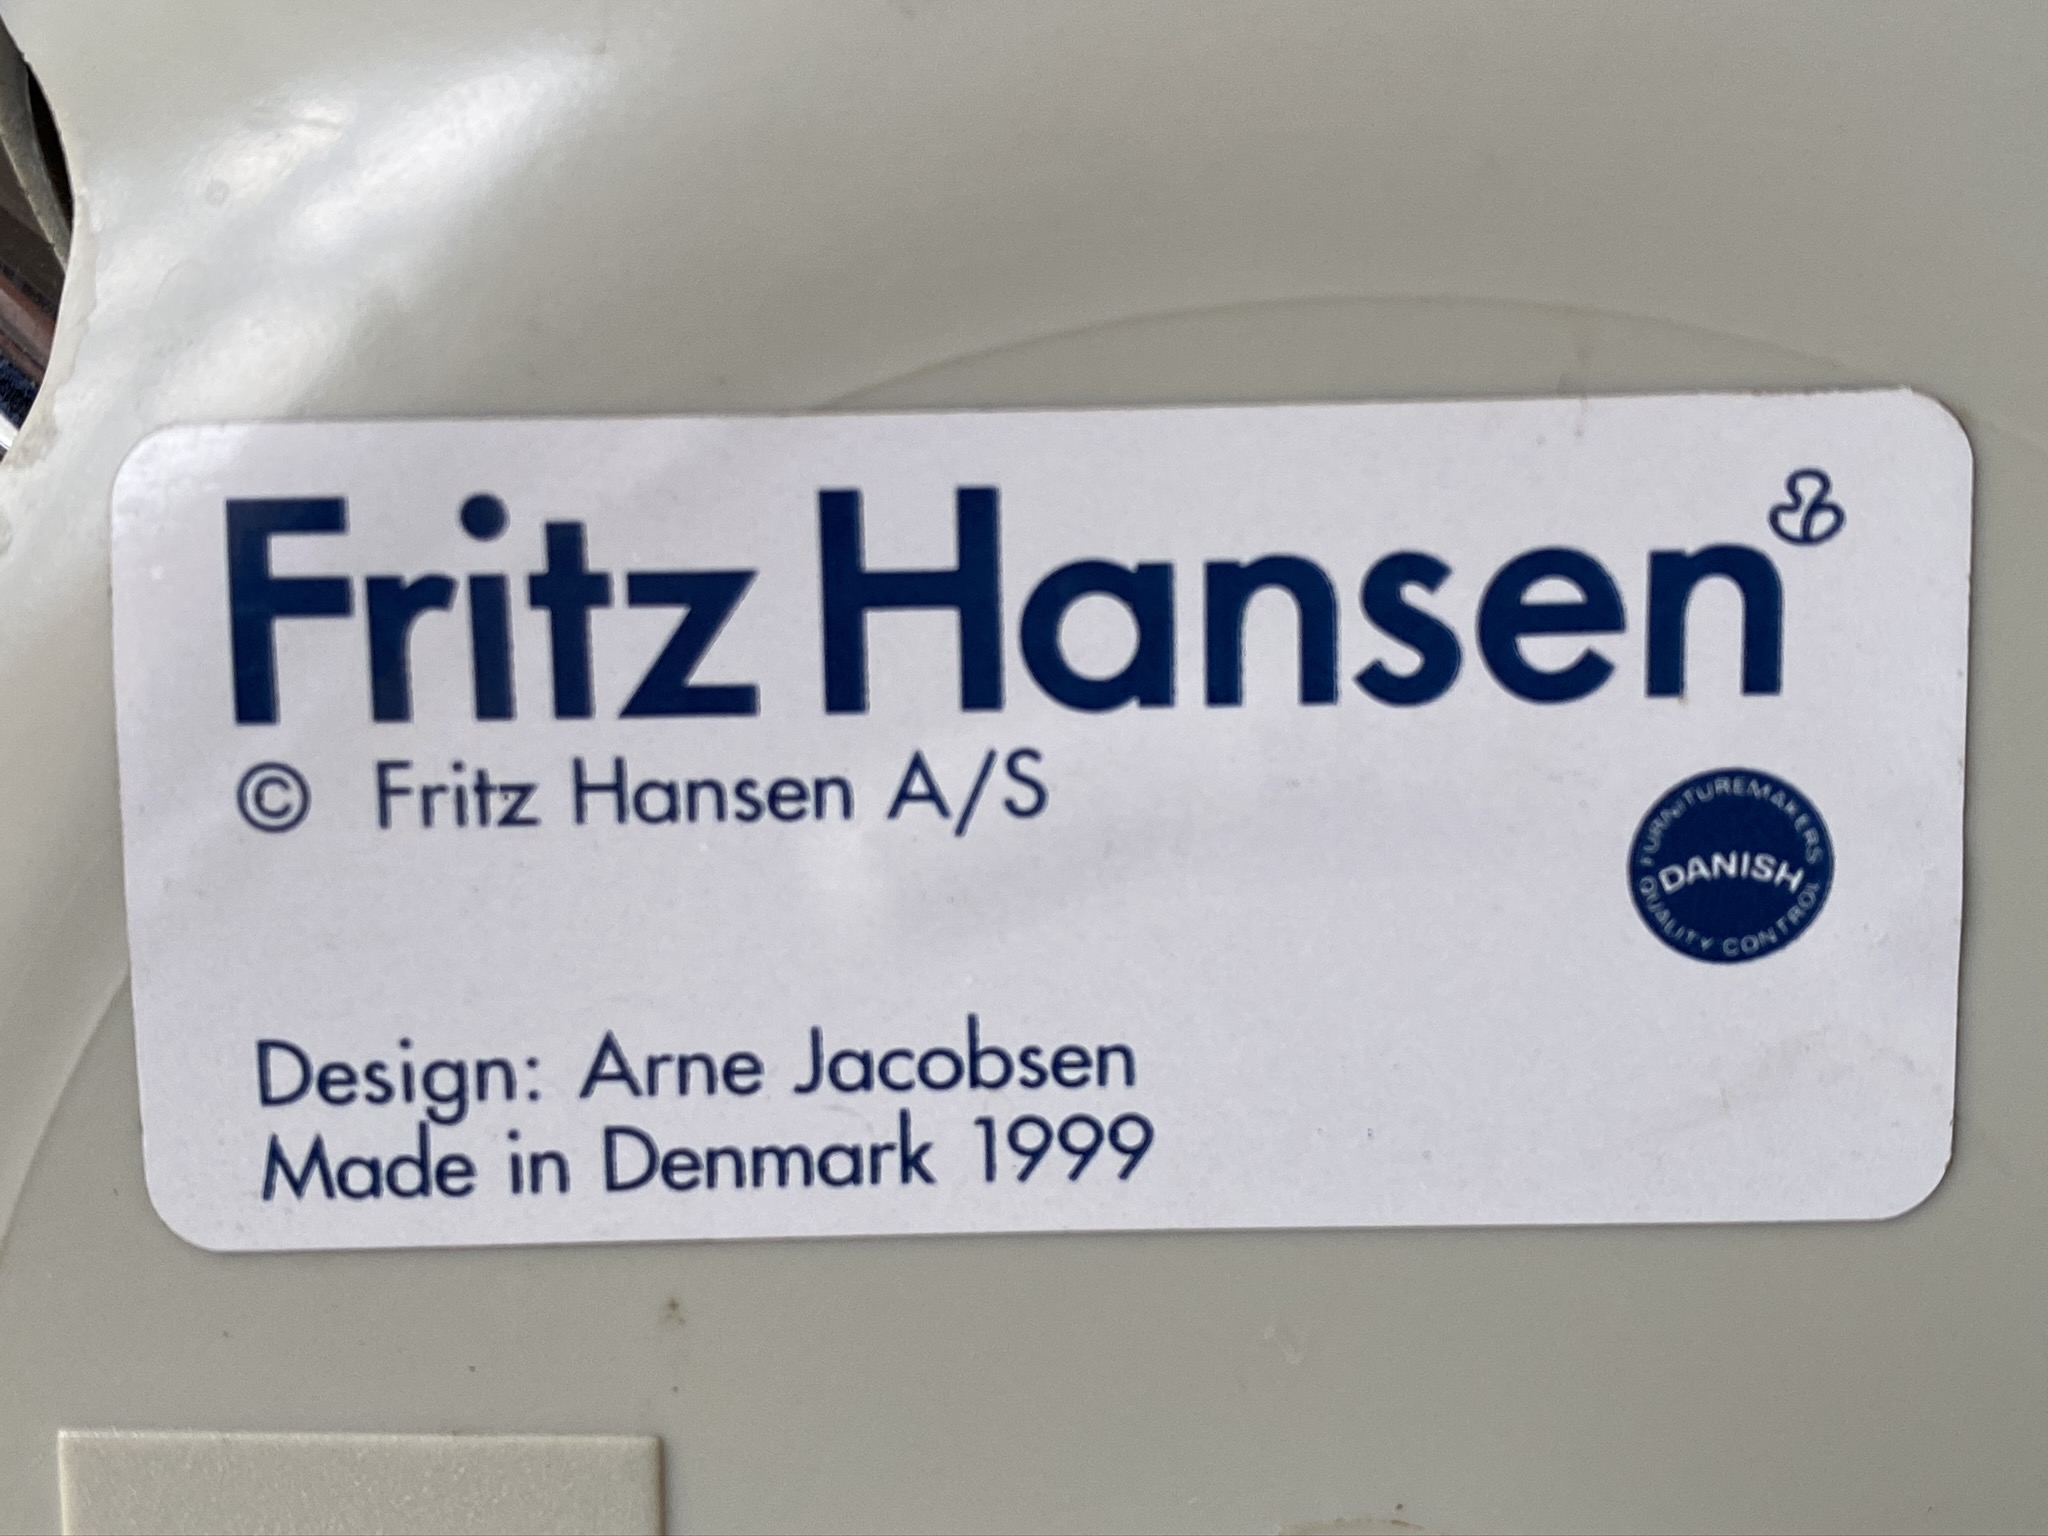 Fritz Hansen
© Fritz Hansen A/S
FURNITUREMAKERS
DANISH
QUALITY CONTROL
Design: Arne Jacobsen
Made in Denmark 1999